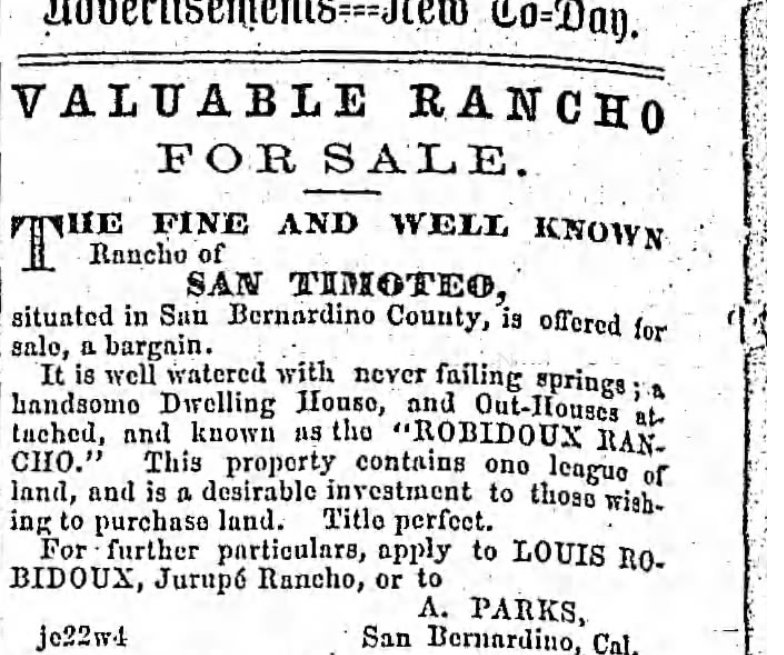 Advertisements---New To-Day.
VALUABLE RANCHO
FOR SALE.
THE FINE AND WELL KNOWN
Rancho of
SAN TIMOTEO,
situated in San Bernardino County, is offered for
sale, a bargain.
It is well watered with never failing springs; a
handsome Dwelling House, and Out-Houses at-
tached, and known as the "ROBIDOUX RAN-
CHO." This property contains one league of
land, and is a desirable investment to those wish-
ing to purchase land. Title perfect.
For further particulars, apply to LOUIS RO-
BIDOUX, Jurupé Rancho, or to
A. PARKS,
je22w4 San Bernardino, Cal.